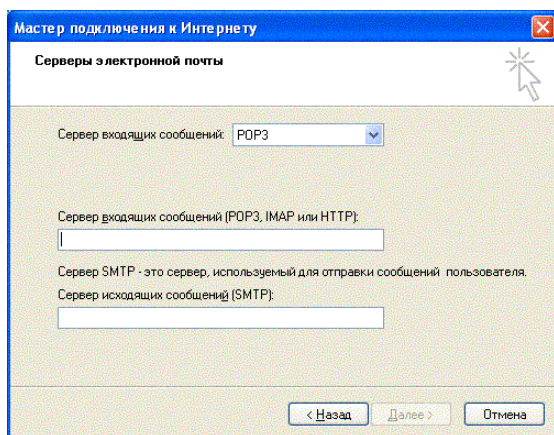 Мастер подключения к Интернету
Серверы электронной почты
Сервер входящих сообщений: POP3
Сервер входящих сообщений (POP3, IMAP или HTTP):
Сервер SMTP - это сервер, используемый для отправки сообщений пользователя.
Сервер исходящих сообщений (SMTP):
< Назад Далее > Отмена